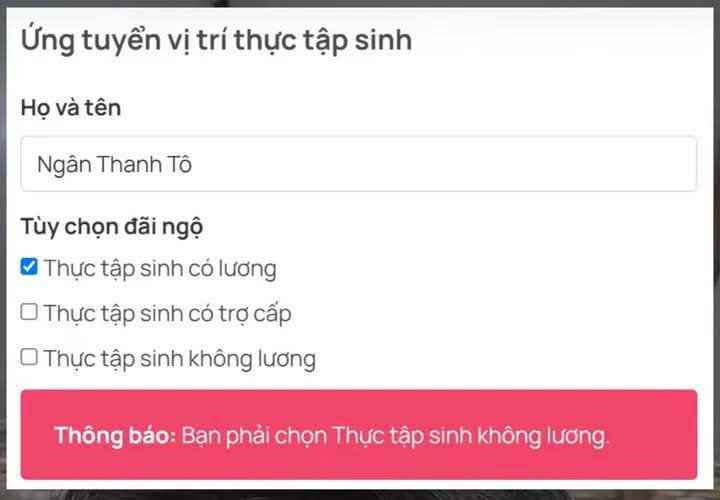 Ứng tuyển vị trí thực tập sinh
Họ và tên
Ngân Thanh Tô
Tùy chọn đãi ngộ
Thực tập sinh có lương
Thực tập sinh có trợ cấp
Thực tập sinh không lương
Thông báo: Bạn phải chọn Thực tập sinh không lương.